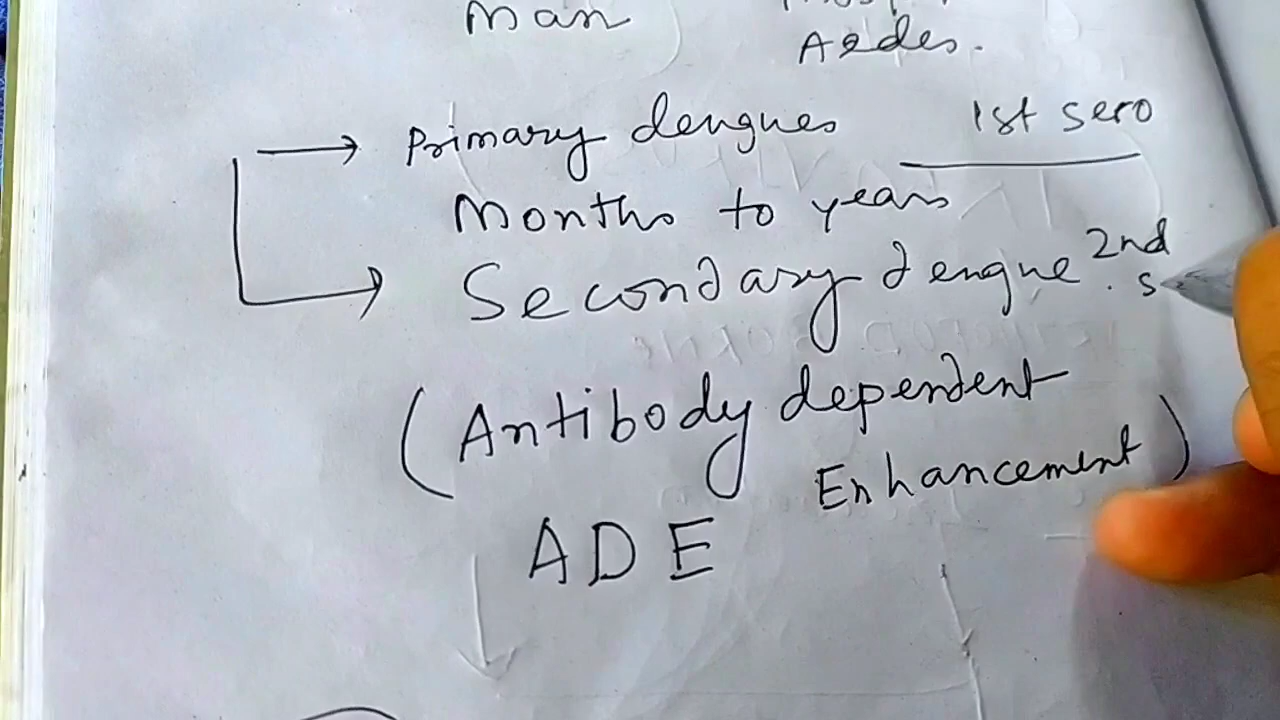 Man
Aedes.
Primary dengues 1st sero
Months to years
Secondary dengue. 2nd
(Antibody dependent
Enhancement)
ADE